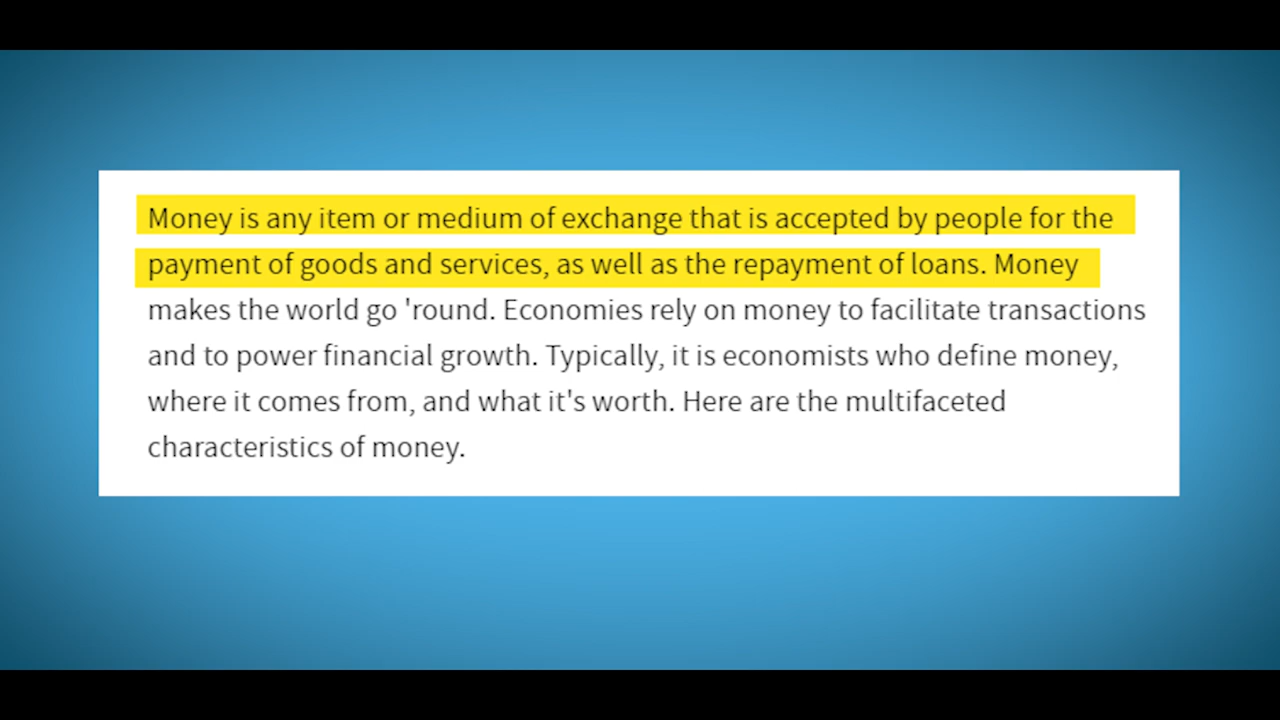 Money is any item or medium of exchange that is accepted by people for the
payment of goods and services, as well as the repayment of loans. Money
makes the world go 'round. Economies rely on money to facilitate transactions
and to power financial growth. Typically, it is economists who define money,
where it comes from, and what it's worth. Here are the multifaceted
characteristics of money.